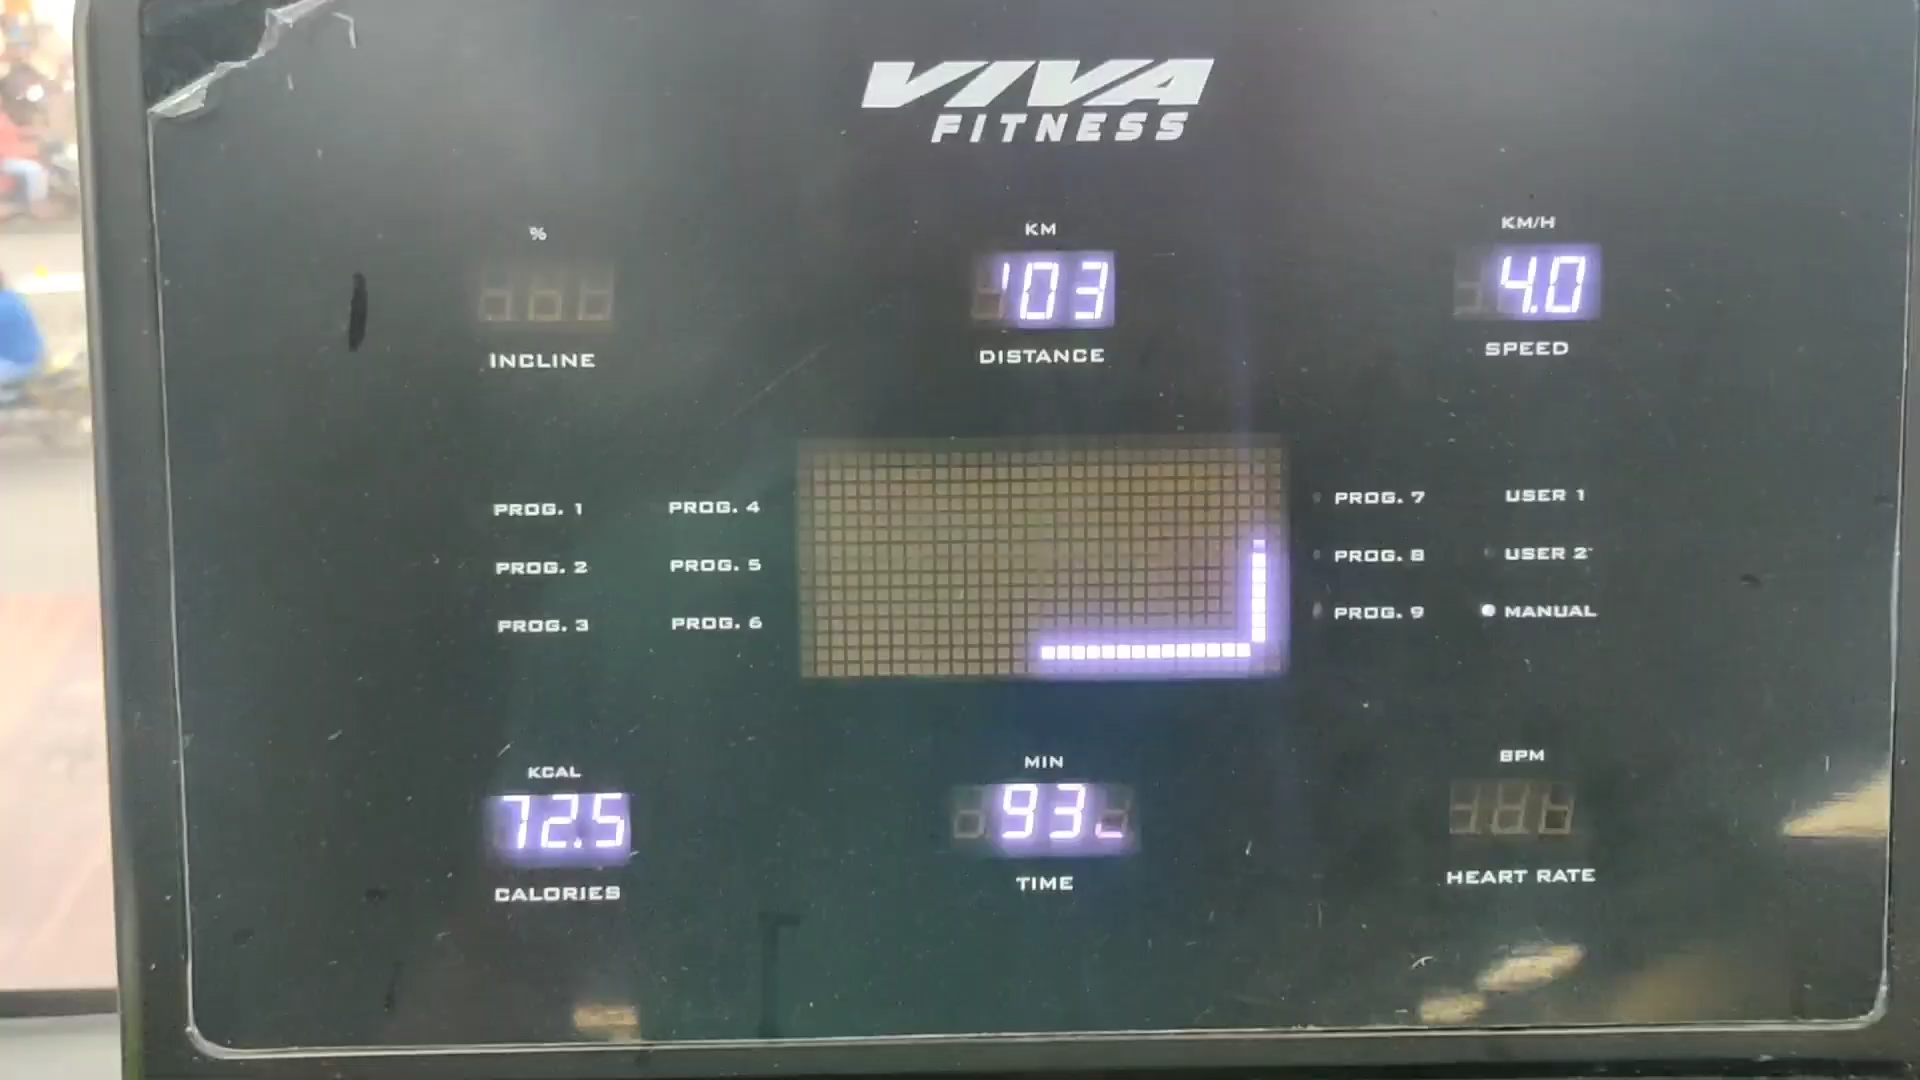 VIVA
FITNESS
%
KM
KM/H
03
4.0
INCLINE
DISTANCE
SPEED
PROG. 1
PROG. 4
PROG. 7
USER 1
PROG. 2
PROG. 5
PROG. 8
USER 2
PROG. 3
PROG. 6
PROG. 9
MANUAL
KCAL
MIN
BPM
72.5
93
CALORIES
TIME
HEART RATE